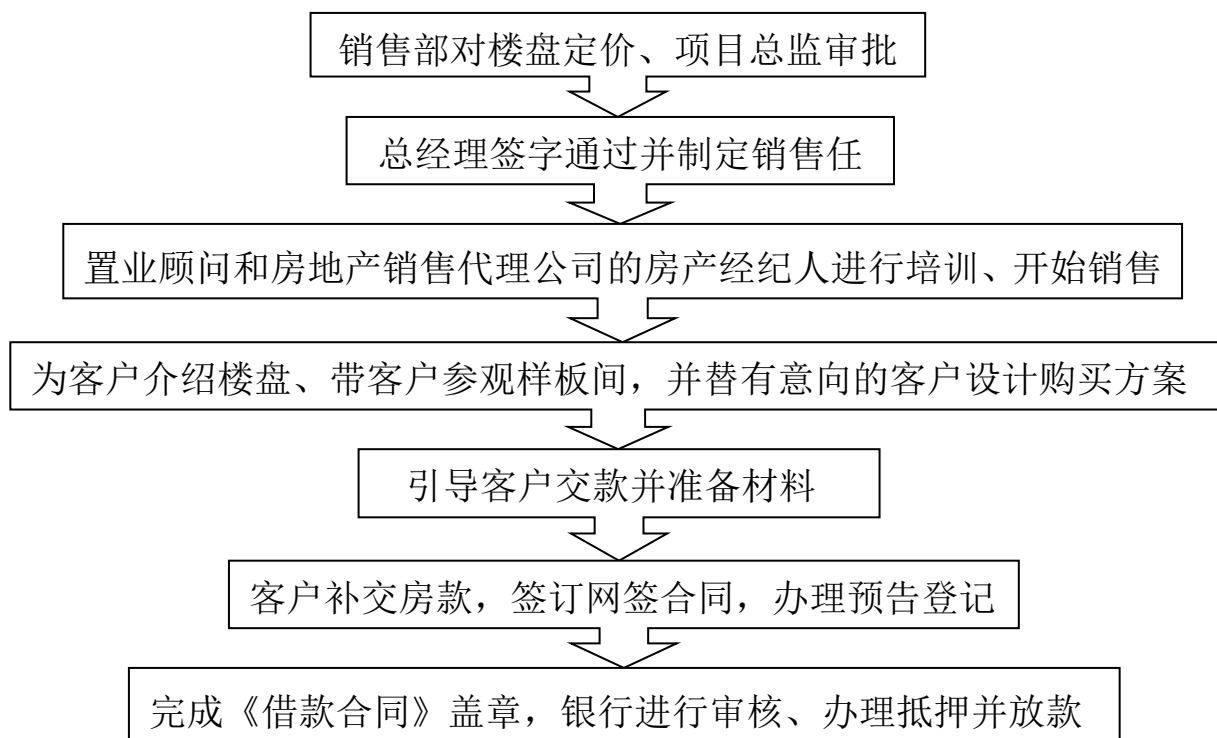 销售部对楼盘定价、项目总监审批
总经理签字通过并制定销售任
置业顾问和房地产销售代理公司的房产经纪人进行培训、开始销售
为客户介绍楼盘、带客户参观样板间，并替有意向的客户设计购买方案
引导客户交款并准备材料
客户补交房款，签订网签合同，办理预告登记
完成《借款合同》盖章，银行进行审核、办理抵押并放款